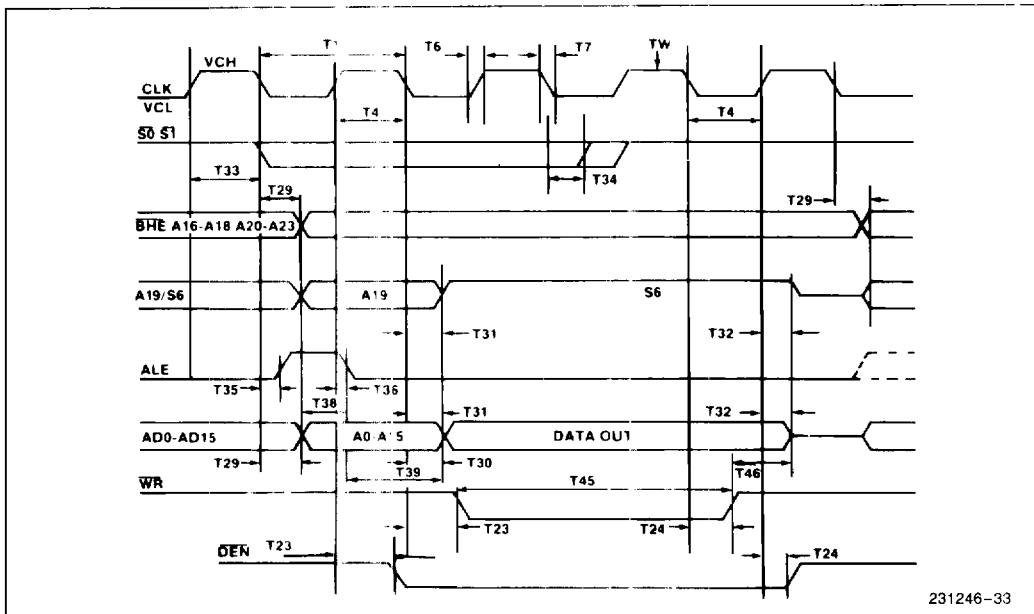 T1 T6 T7 TW
VCH
CLK
VCL
T4 T4
S0 S1
T33 T34
T29 T29
BHE A16-A18 A20-A23
A19/S6 A19 S6
T31 T32
ALE
T35 T36
T38 T31 T32
AD0-AD15 A0-A15 DATA OUT
T29 T39 T30 T46
WR T45
T23 T24
DEN T23 T24
231246-33